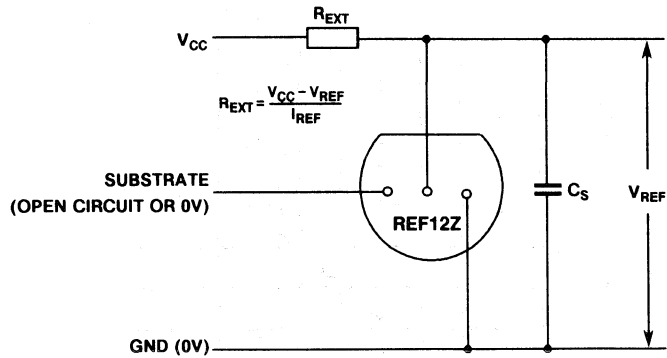 R_EXT
V_CC
R_EXT = V_CC – V_REF
I_REF
SUBSTRATE
(OPEN CIRCUIT OR 0V)
REF12Z
C_S
V_REF
GND (0V)